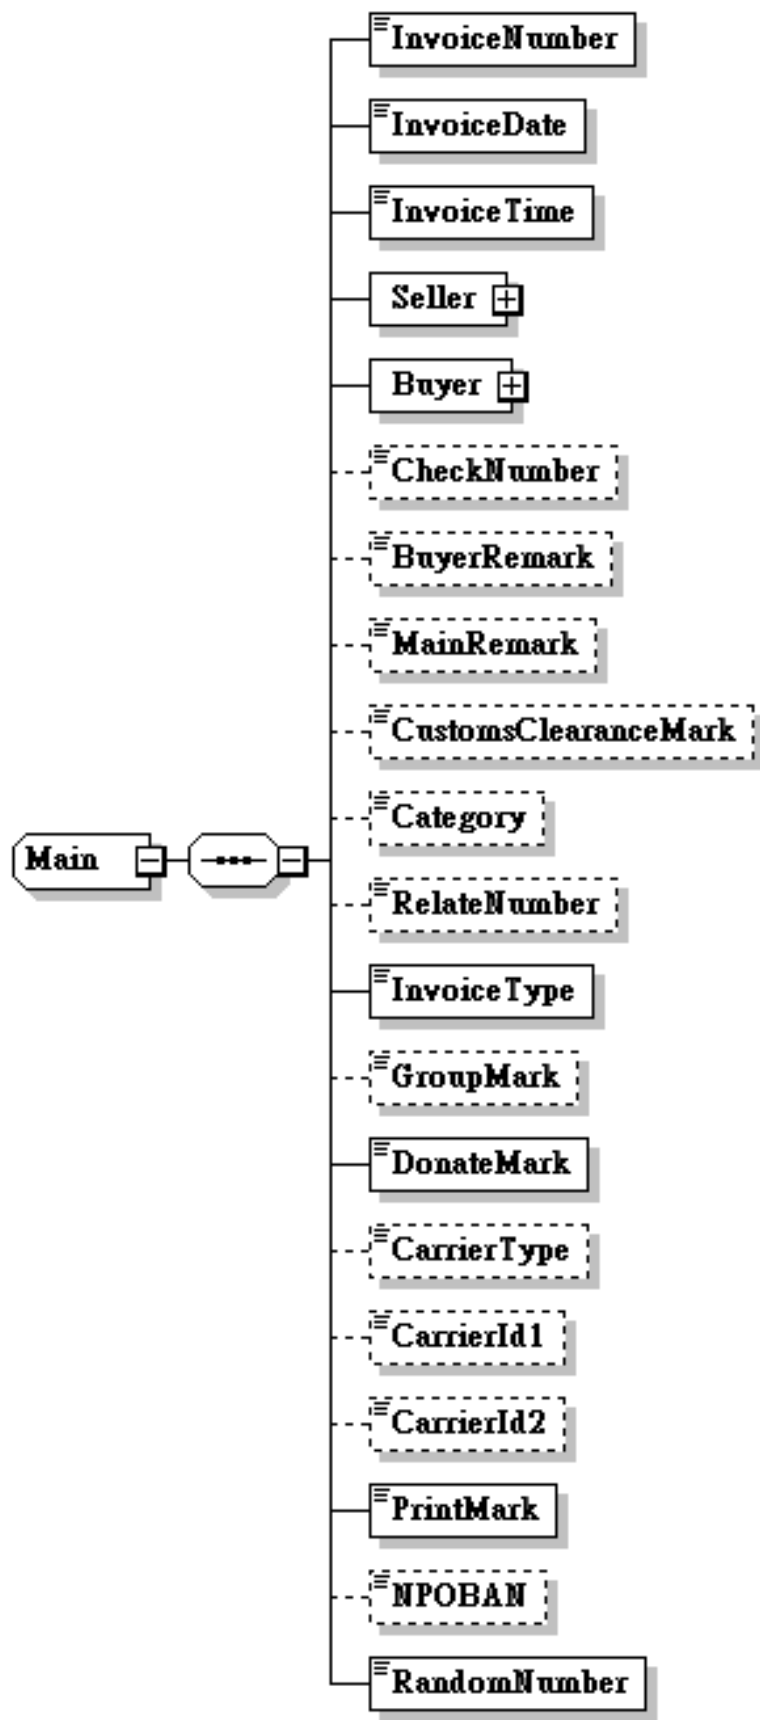 InvoiceNumber
InvoiceDate
InvoiceTime
Seller
Buyer
CheckNumber
BuyerRemark
MainRemark
CustomsClearanceMark
Category
Main
RelateNumber
InvoiceType
GroupMark
DonateMark
CarrierType
CarrierId1
CarrierId2
PrintMark
NPOBAN
RandomNumber